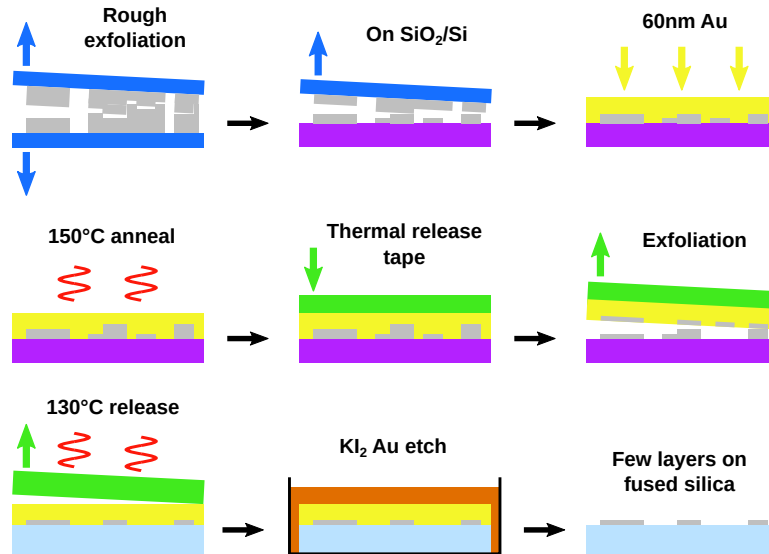 Rough
exfoliation
On SiO₂/Si
60nm Au
150°C anneal
Thermal release
tape
Exfoliation
130°C release
KI₂ Au etch
Few layers on
fused silica